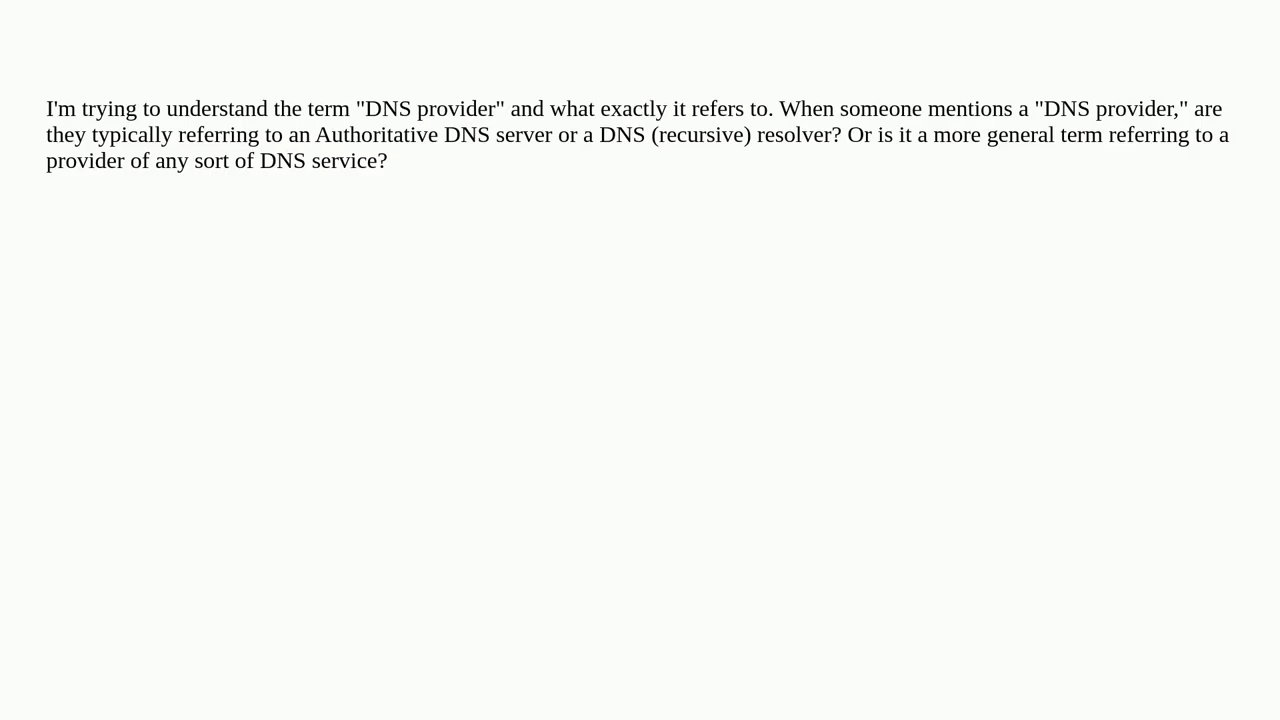 I'm trying to understand the term "DNS provider" and what exactly it refers to. When someone mentions a "DNS provider," are
they typically referring to an Authoritative DNS server or a DNS (recursive) resolver? Or is it a more general term referring to a
provider of any sort of DNS service?